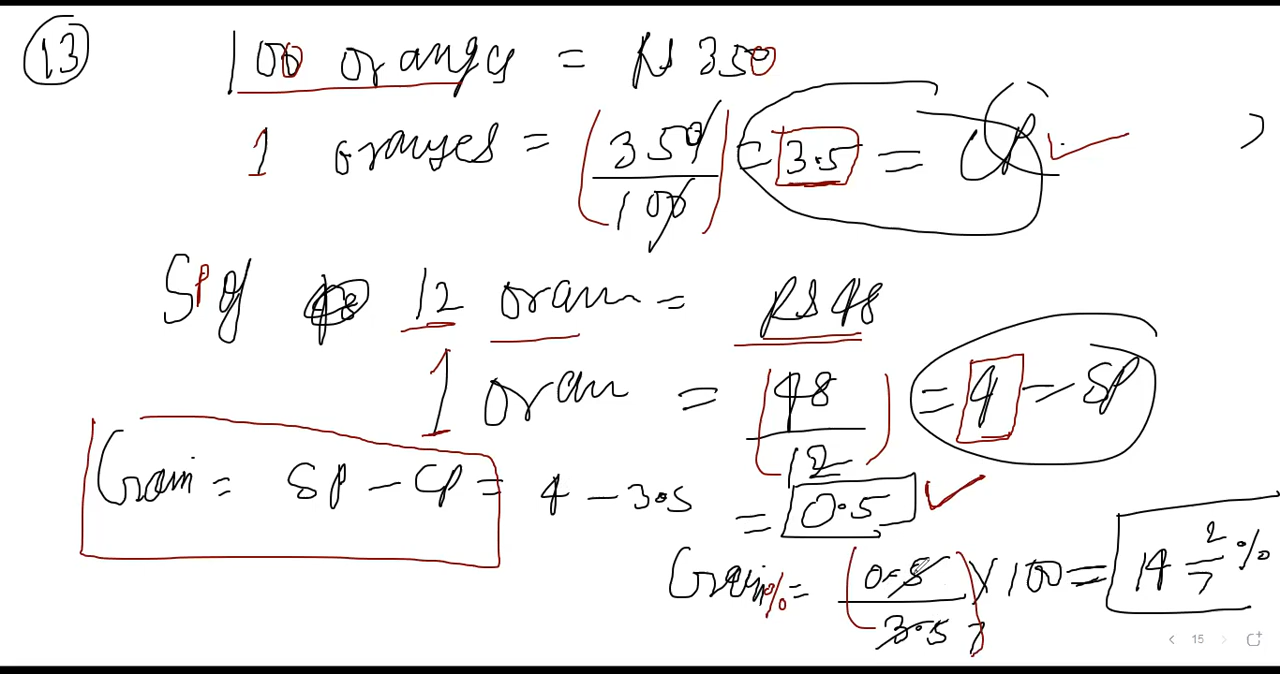 13
100 oranges = Rs 350
1 oranges = (350/100) = 3.5 = CP ✓
SP of 12 oran = Rs 48
1 oran = (48/12) = 4 = SP
Gain = SP - CP = 4 - 3.5
= 0.5 ✓
Gain% = (0.5/3.5) × 100 = 14 2/7 %
7
15